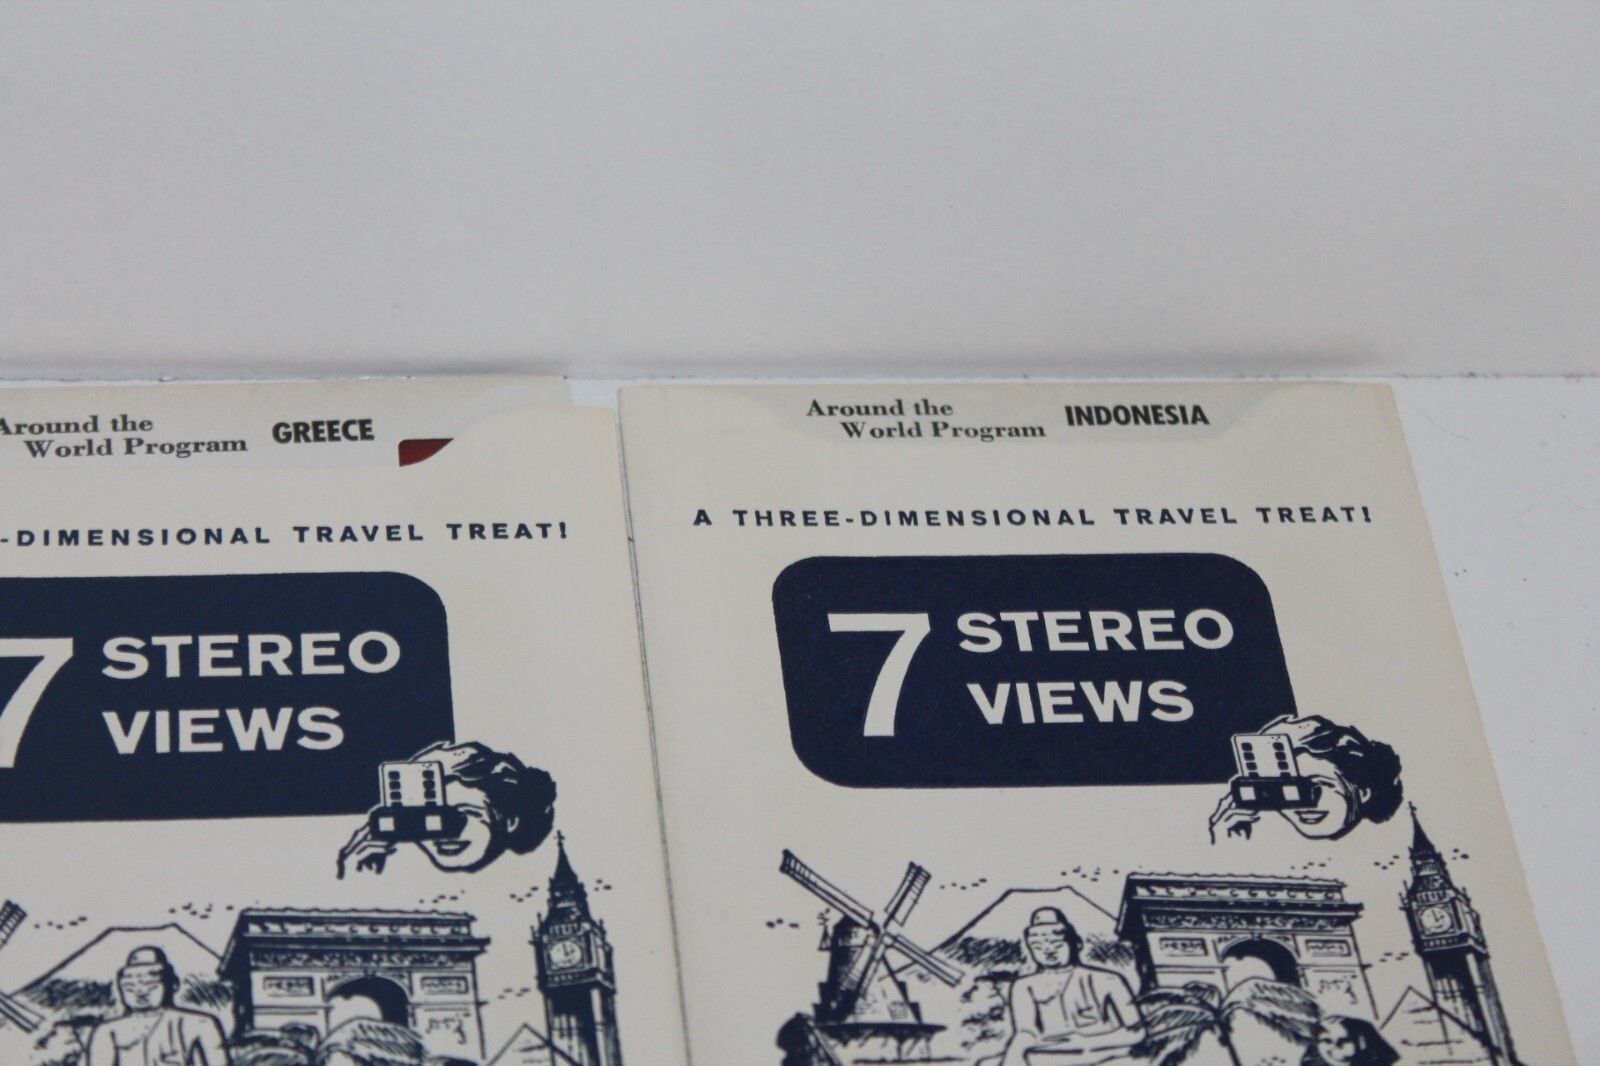 Around the
World Program GREECE
-DIMENSIONAL TRAVEL TREAT!
7 STEREO
VIEWS
Around the
World Program INDONESIA
A THREE-DIMENSIONAL TRAVEL TREAT!
7 STEREO
VIEWS